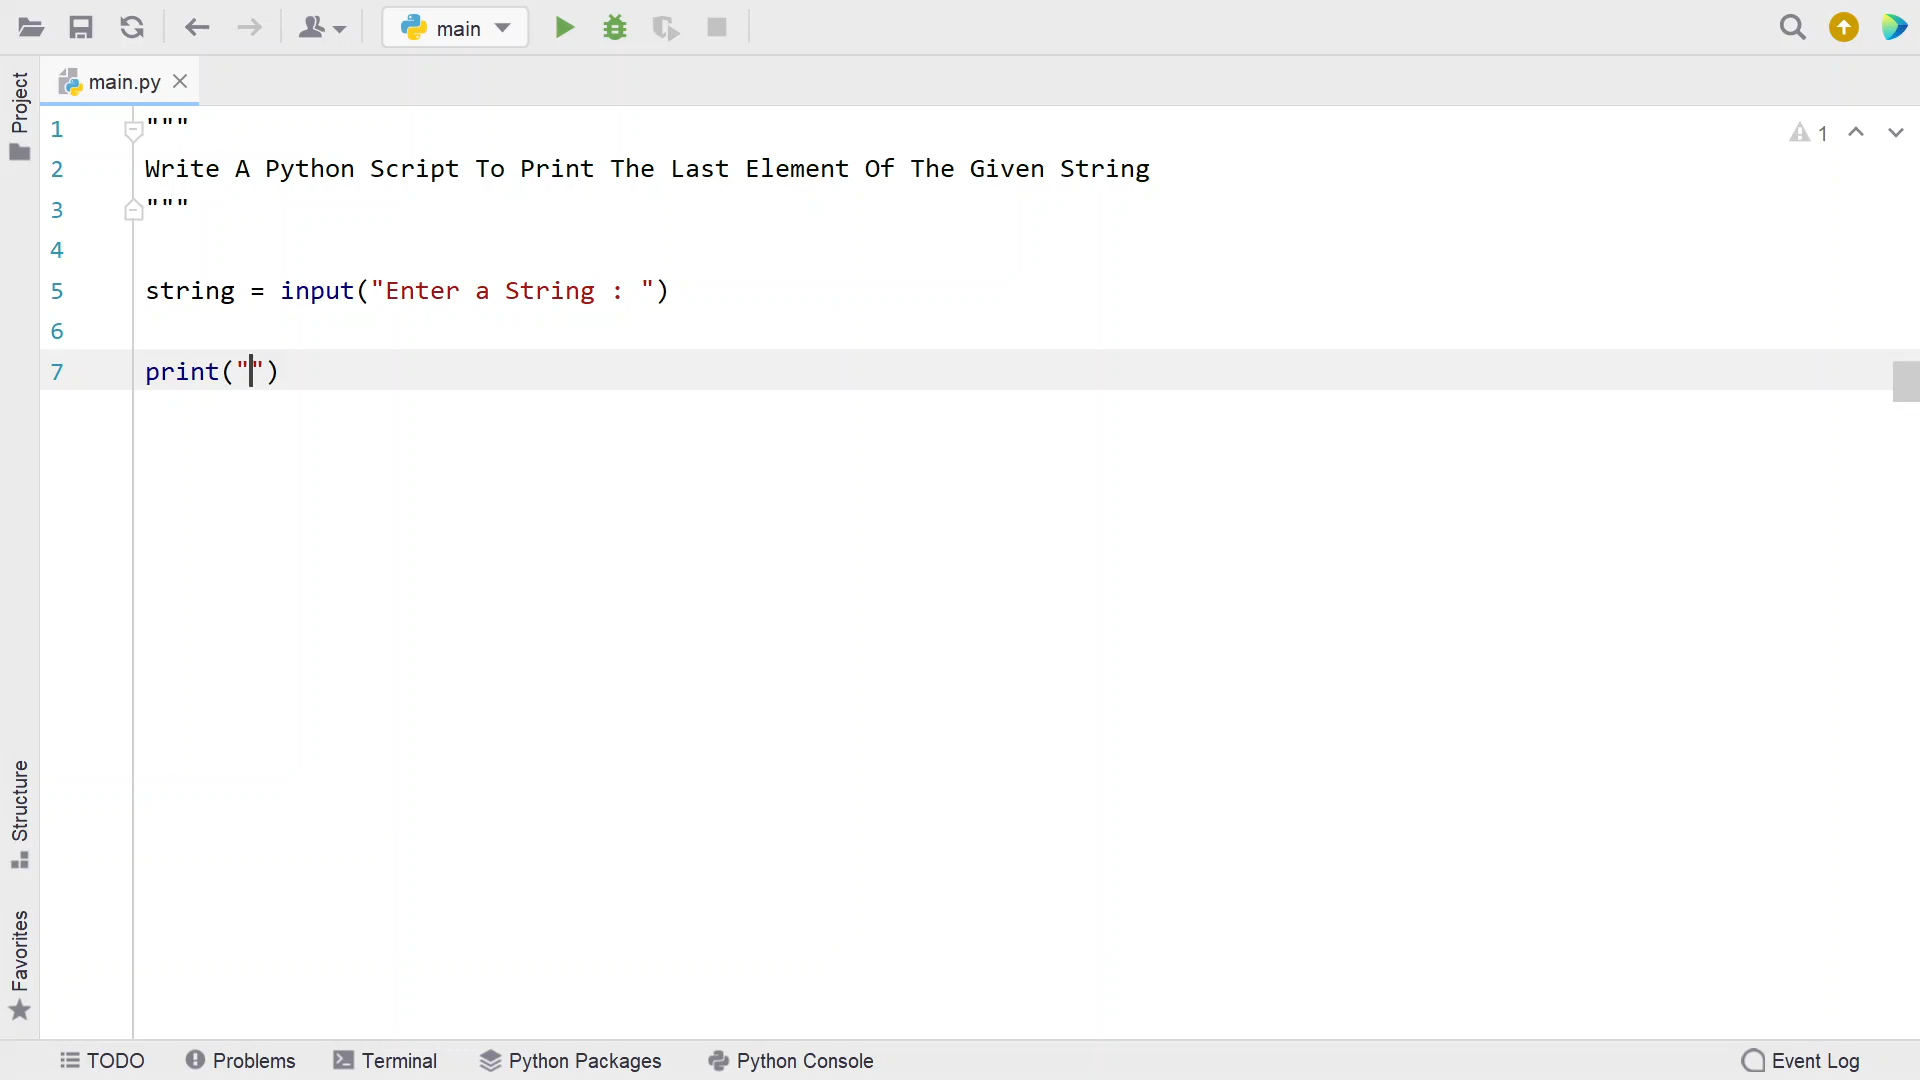 main
Project
main.py
1 """
1
2 Write A Python Script To Print The Last Element Of The Given String
3 """
4
5 string = input("Enter a String : ")
6
7 print("")
Structure
Favorites
TODO Problems Terminal Python Packages Python Console Event Log